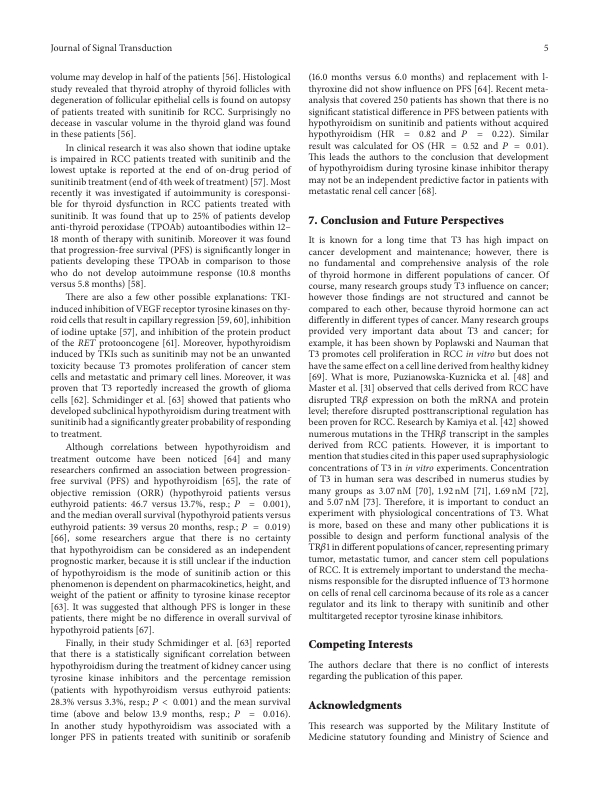 Journal of Signal Transduction
5
volume may develop in half of the patients [56]. Histological
study revealed that thyroid atrophy of thyroid follicles with
degeneration of follicular epithelial cells is found on autopsy
of patients treated with sunitinib for RCC. Surprisingly no
decease in vascular volume in the thyroid gland was found
in these patients [56].
In clinical research it was also shown that iodine uptake
is impaired in RCC patients treated with sunitinib and the
lowest uptake is reported at the end of on-drug period of
sunitinib treatment (end of 4th week of treatment) [57]. Most
recently it was investigated if autoimmunity is coresponsi-
ble for thyroid dysfunction in RCC patients treated with
sunitinib. It was found that up to 25% of patients develop
anti-thyroid peroxidase (TPOAb) autoantibodies within 12–
18 month of therapy with sunitinib. Moreover it was found
that progression-free survival (PFS) is significantly longer in
patients developing these TPOAb in comparison to those
who do not develop autoimmune response (10.8 months
versus 5.8 months) [58].
There are also a few other possible explanations: TKI-
induced inhibition of VEGF receptor tyrosine kinases on thy-
roid cells that result in capillary regression [59, 60], inhibition
of iodine uptake [57], and inhibition of the protein product
of the RET protooncogene [61]. Moreover, hypothyroidism
induced by TKIs such as sunitinib may not be an unwanted
toxicity because T3 promotes proliferation of cancer stem
cells and metastatic and primary cell lines. Moreover, it was
proven that T3 reportedly increased the growth of glioma
cells [62]. Schmidinger et al. [63] showed that patients who
developed subclinical hypothyroidism during treatment with
sunitinib had a significantly greater probability of responding
to treatment.
Although correlations between hypothyroidism and
treatment outcome have been noticed [64] and many
researchers confirmed an association between progression-
free survival (PFS) and hypothyroidism [65], the rate of
objective remission (ORR) (hypothyroid patients versus
euthyroid patients: 46.7 versus 13.7%, resp.; P = 0.001),
and the median overall survival (hypothyroid patients versus
euthyroid patients: 39 versus 20 months, resp.; P = 0.019)
[66], some researchers argue that there is no certainty
that hypothyroidism can be considered as an independent
prognostic marker, because it is still unclear if the induction
of hypothyroidism is the mode of sunitinib action or this
phenomenon is dependent on pharmacokinetics, height, and
weight of the patient or affinity to tyrosine kinase receptor
[63]. It was suggested that although PFS is longer in these
patients, there might be no difference in overall survival of
hypothyroid patients [67].
Finally, in their study Schmidinger et al. [63] reported
that there is a statistically significant correlation between
hypothyroidism during the treatment of kidney cancer using
tyrosine kinase inhibitors and the percentage remission
(patients with hypothyroidism versus euthyroid patients:
28.3% versus 3.3%, resp.; P < 0.001) and the mean survival
time (above and below 13.9 months, resp.; P = 0.016).
In another study hypothyroidism was associated with a
longer PFS in patients treated with sunitinib or sorafenib
(16.0 months versus 6.0 months) and replacement with l-
thyroxine did not show influence on PFS [64]. Recent meta-
analysis that covered 250 patients has shown that there is no
significant statistical difference in PFS between patients with
hypothyroidism on sunitinib and patients without acquired
hypothyroidism (HR = 0.82 and P = 0.22). Similar
result was calculated for OS (HR = 0.52 and P = 0.01).
This leads the authors to the conclusion that development
of hypothyroidism during tyrosine kinase inhibitor therapy
may not be an independent predictive factor in patients with
metastatic renal cell cancer [68].
7. Conclusion and Future Perspectives
It is known for a long time that T3 has high impact on
cancer development and maintenance; however, there is
no fundamental and comprehensive analysis of the role
of thyroid hormone in different populations of cancer. Of
course, many research groups study T3 influence on cancer;
however those findings are not structured and cannot be
compared to each other, because thyroid hormone can act
differently in different types of cancer. Many research groups
provided very important data about T3 and cancer; for
example, it has been shown by Poplawski and Nauman that
T3 promotes cell proliferation in RCC in vitro but does not
have the same effect on a cell line derived from healthy kidney
[69]. What is more, Puzianowska-Kuznicka et al. [48] and
Master et al. [31] observed that cells derived from RCC have
disrupted TRβ expression on both the mRNA and protein
level; therefore disrupted posttranscriptional regulation has
been proven for RCC. Research by Kamiya et al. [42] showed
numerous mutations in the THRβ transcript in the samples
derived from RCC patients. However, it is important to
mention that studies cited in this paper used supraphysiologic
concentrations of T3 in in vitro experiments. Concentration
of T3 in human sera was described in numerus studies by
many groups as 3.07 nM [70], 1.92 nM [71], 1.69 nM [72],
and 5.07 nM [73]. Therefore, it is important to conduct an
experiment with physiological concentrations of T3. What
is more, based on these and many other publications it is
possible to design and perform functional analysis of the
TRβ1 in different populations of cancer, representing primary
tumor, metastatic tumor, and cancer stem cell populations
of RCC. It is extremely important to understand the mecha-
nisms responsible for the disrupted influence of T3 hormone
on cells of renal cell carcinoma because of its role as a cancer
regulator and its link to therapy with sunitinib and other
multitargeted receptor tyrosine kinase inhibitors.
Competing Interests
The authors declare that there is no conflict of interests
regarding the publication of this paper.
Acknowledgments
This research was supported by the Military Institute of
Medicine statutory founding and Ministry of Science and